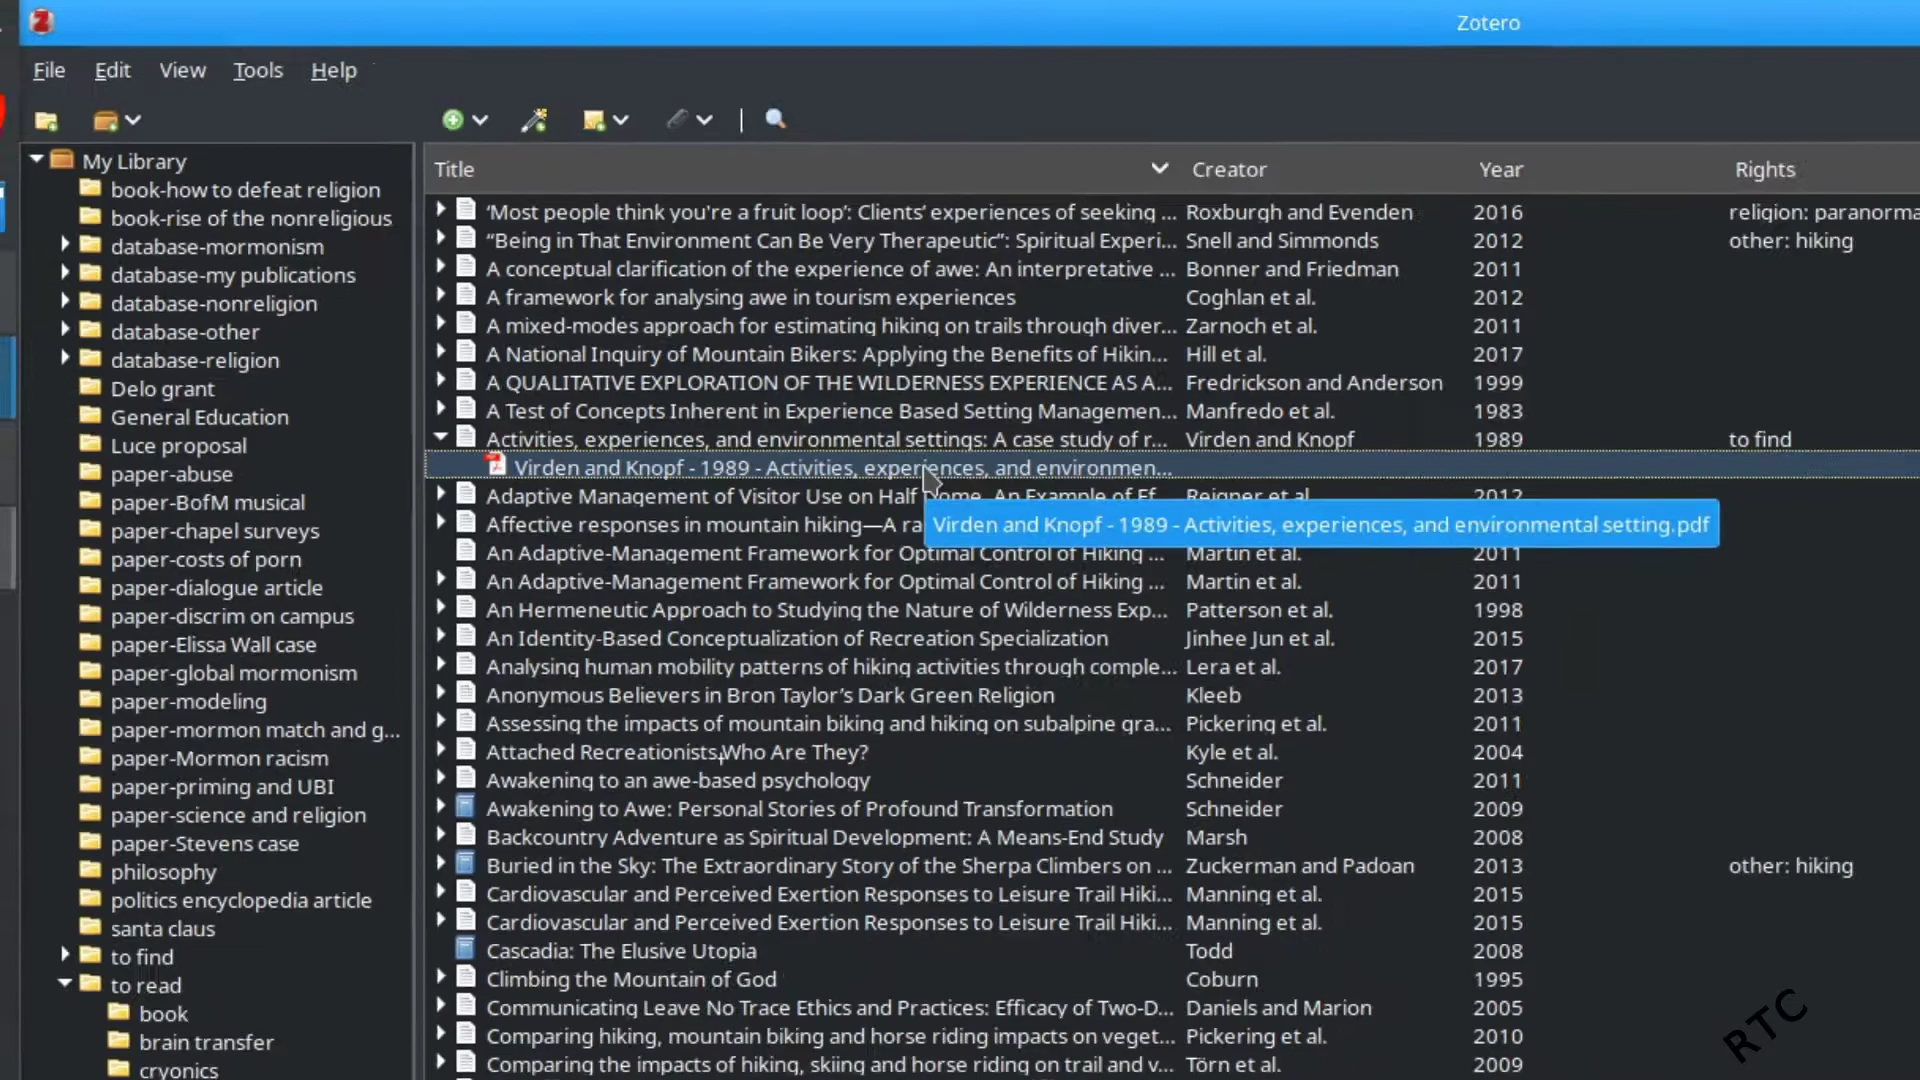 Zotero
File Edit View Tools Help
My Library
book-how to defeat religion
book-rise of the nonreligious
database-mormonism
database-my publications
database-nonreligion
database-other
database-religion
Delo grant
General Education
Luce proposal
paper-abuse
paper-BofM musical
paper-chapel surveys
paper-costs of porn
paper-dialogue article
paper-discrim on campus
paper-Elissa Wall case
paper-global mormonism
paper-modeling
paper-mormon match and g...
paper-Mormon racism
paper-priming and UBI
paper-science and religion
paper-Stevens case
philosophy
politics encyclopedia article
santa claus
to find
to read
book
brain transfer
cryonics
Title Creator Year Rights
‘Most people think you're a fruit loop’: Clients’ experiences of seeking ... Roxburgh and Evenden 2016 religion: paranorma
“Being in That Environment Can Be Very Therapeutic”: Spiritual Experi... Snell and Simmonds 2012 other: hiking
A conceptual clarification of the experience of awe: An interpretative ... Bonner and Friedman 2011
A framework for analysing awe in tourism experiences Coghlan et al. 2012
A mixed-modes approach for estimating hiking on trails through diver... Zarnoch et al. 2011
A National Inquiry of Mountain Bikers: Applying the Benefits of Hikin... Hill et al. 2017
A QUALITATIVE EXPLORATION OF THE WILDERNESS EXPERIENCE AS A... Fredrickson and Anderson 1999
A Test of Concepts Inherent in Experience Based Setting Managemen... Manfredo et al. 1983
Activities, experiences, and environmental settings: A case study of r... Virden and Knopf 1989 to find
Virden and Knopf - 1989 - Activities, experiences, and environmen...
Adaptive Management of Visitor Use on Half Dome, An Example of Ef... Reigner et al. 2012
Affective responses in mountain hiking—A ra
Virden and Knopf - 1989 - Activities, experiences, and environmental setting.pdf
An Adaptive-Management Framework for Optimal Control of Hiking ... Martin et al. 2011
An Adaptive-Management Framework for Optimal Control of Hiking ... Martin et al. 2011
An Hermeneutic Approach to Studying the Nature of Wilderness Exp... Patterson et al. 1998
An Identity-Based Conceptualization of Recreation Specialization Jinhee Jun et al. 2015
Analysing human mobility patterns of hiking activities through comple... Lera et al. 2017
Anonymous Believers in Bron Taylor’s Dark Green Religion Kleeb 2013
Assessing the impacts of mountain biking and hiking on subalpine gra... Pickering et al. 2011
Attached Recreationists,Who Are They? Kyle et al. 2004
Awakening to an awe-based psychology Schneider 2011
Awakening to Awe: Personal Stories of Profound Transformation Schneider 2009
Backcountry Adventure as Spiritual Development: A Means-End Study Marsh 2008
Buried in the Sky: The Extraordinary Story of the Sherpa Climbers on ... Zuckerman and Padoan 2013 other: hiking
Cardiovascular and Perceived Exertion Responses to Leisure Trail Hiki... Manning et al. 2015
Cardiovascular and Perceived Exertion Responses to Leisure Trail Hiki... Manning et al. 2015
Cascadia: The Elusive Utopia Todd 2008
Climbing the Mountain of God Coburn 1995
Communicating Leave No Trace Ethics and Practices: Efficacy of Two-D... Daniels and Marion 2005
Comparing hiking, mountain biking and horse riding impacts on veget... Pickering et al. 2010
Comparing the impacts of hiking, skiing and horse riding on trail and v... Törn et al. 2009
RTC